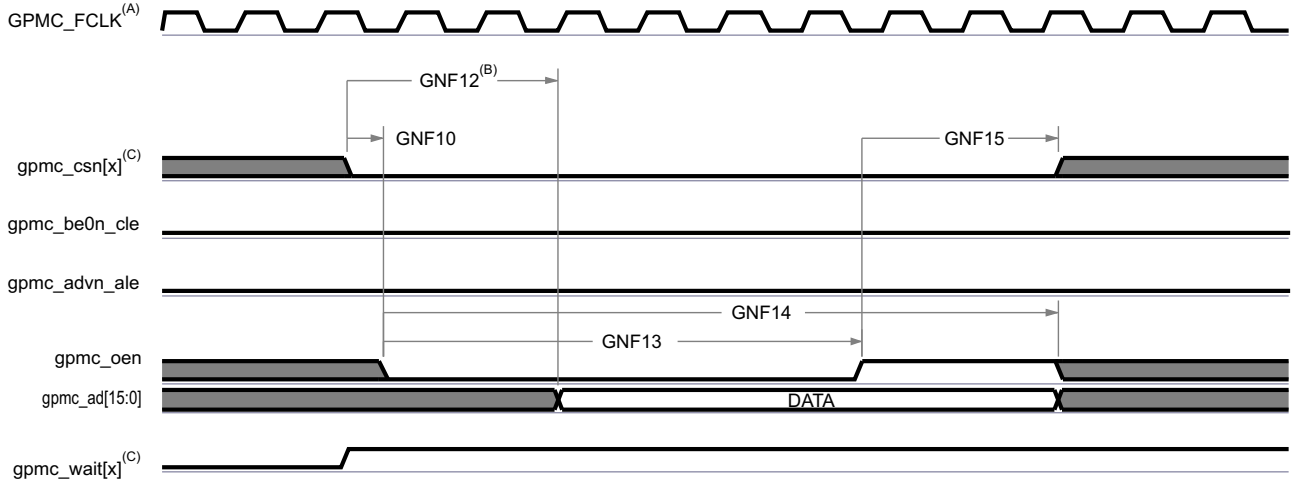 GPMC_FCLK(A)
GNF12(B)
GNF10
GNF15
gpmc_csn[x](C)
gpmc_be0n_cle
gpmc_advn_ale
GNF14
GNF13
gpmc_oen
gpmc_ad[15:0]
DATA
gpmc_wait[x](C)